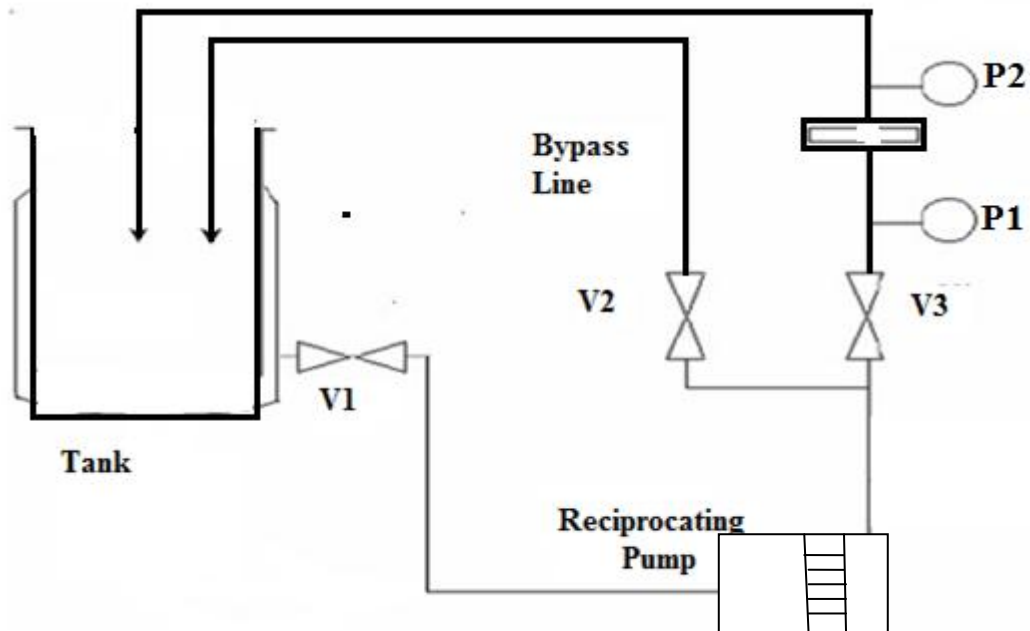 P2
Bypass
Line
P1
V2
V3
V1
Tank
Reciprocating
Pump